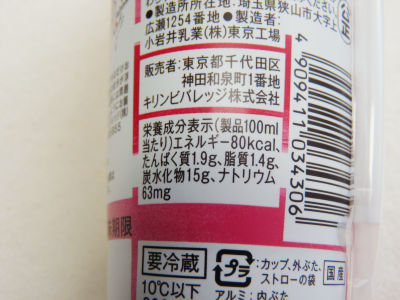 ●製造所所在地:埼玉県狭山市大字上
広瀬1254番地●製造者:
小岩井乳業(株)東京工場
販売者:東京都千代田区
神田和泉町1番地
キリンビバレッジ株式会社
栄養成分表示(製品100ml
当たり)エネルギー80kcal、
たんぱく質1.9g、脂質1.4g、
炭水化物15g、ナトリウム
63mg
4909411034306
期限
要冷蔵
10℃以下
プラ
:カップ、外ぶた、
ストローの袋
アルミ:内ぶた
国産